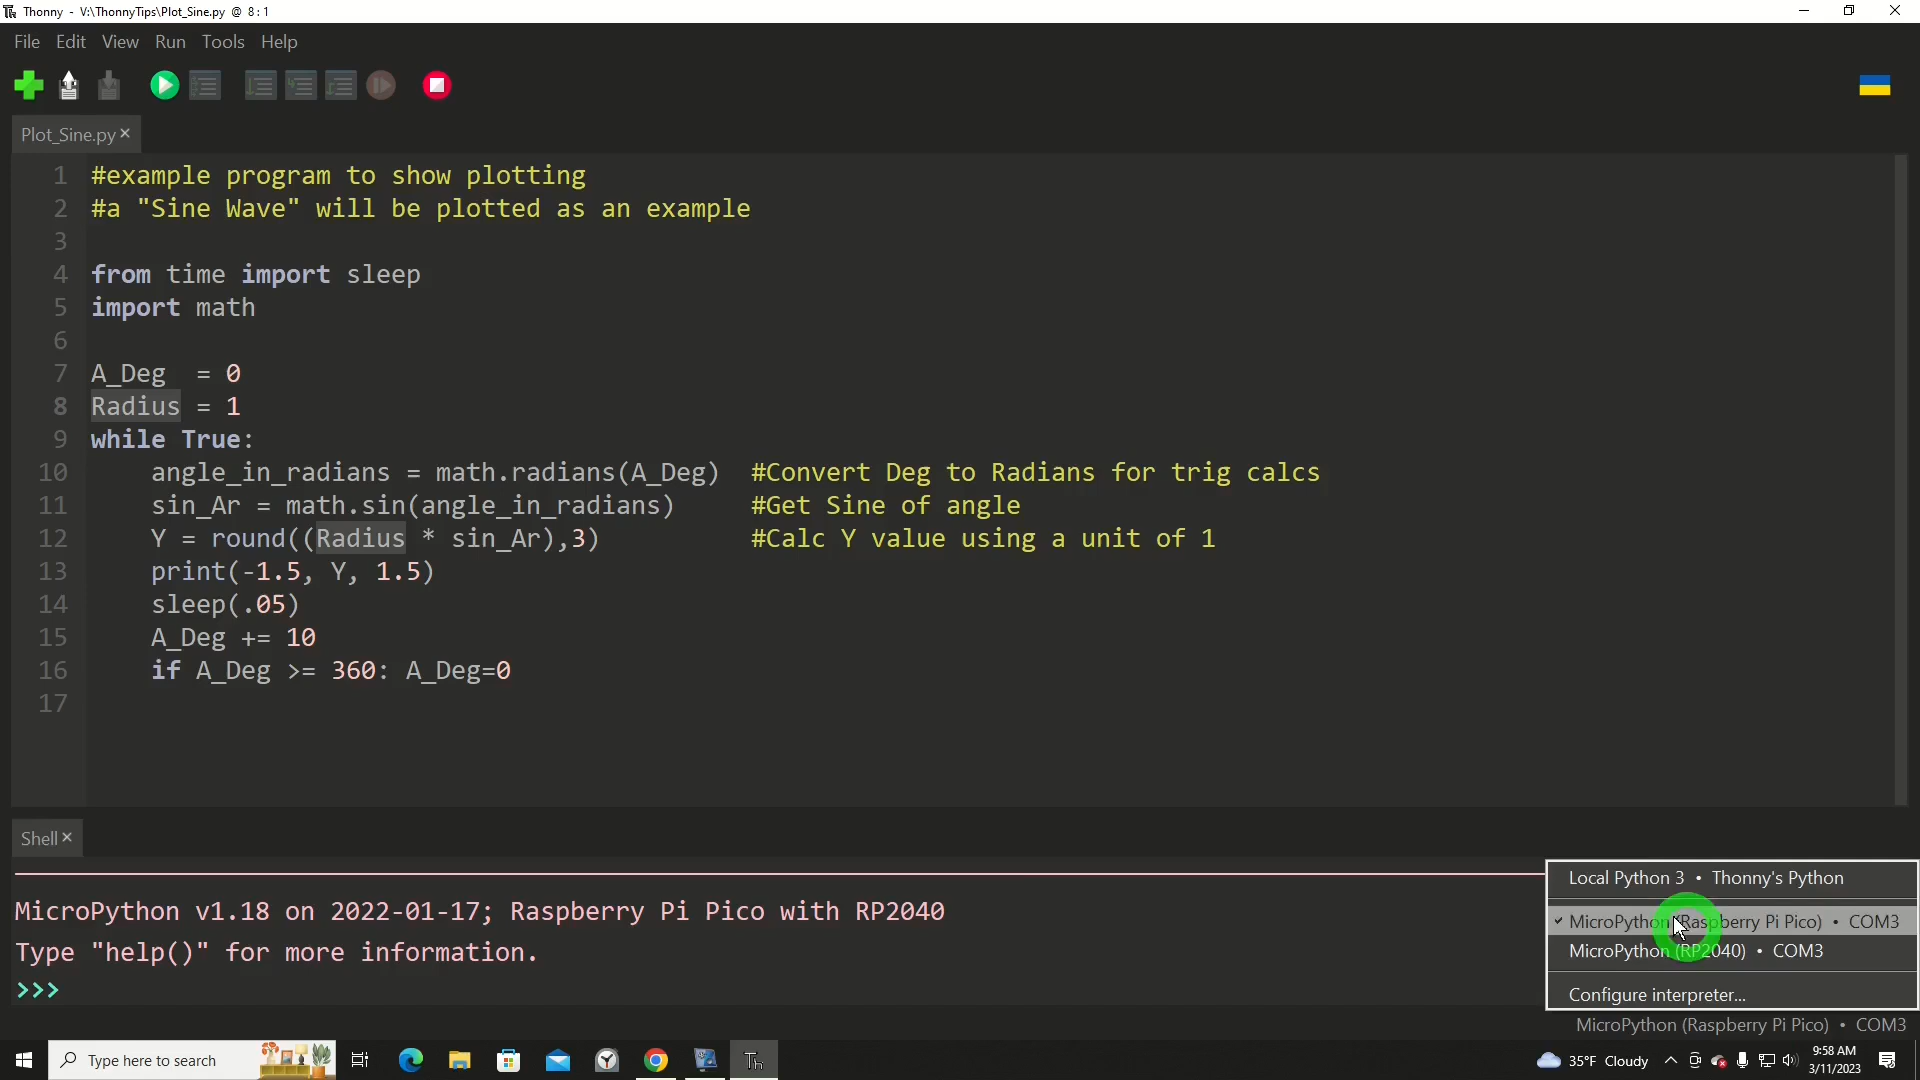 Thonny - V:\ThonnyTips\Plot_Sine.py @ 8 : 1
File Edit View Run Tools Help
Plot_Sine.py ×
1 #example program to show plotting
2 #a "Sine Wave" will be plotted as an example
3
4 from time import sleep
5 import math
6
7 A_Deg  = 0
8 Radius = 1
9 while True:
10     angle_in_radians = math.radians(A_Deg)  #Convert Deg to Radians for trig calcs
11     sin_Ar = math.sin(angle_in_radians)     #Get Sine of angle
12     Y = round((Radius * sin_Ar),3)          #Calc Y value using a unit of 1
13     print(-1.5, Y, 1.5)
14     sleep(.05)
15     A_Deg += 10
16     if A_Deg >= 360: A_Deg=0
17
Shell ×
MicroPython v1.18 on 2022-01-17; Raspberry Pi Pico with RP2040
Type "help()" for more information.
>>>
Local Python 3 • Thonny's Python
✓ MicroPython (Raspberry Pi Pico) • COM3
MicroPython (RP2040) • COM3
Configure interpreter...
MicroPython (Raspberry Pi Pico) • COM3
Type here to search
Th
35°F Cloudy
9:58 AM
3/11/2023